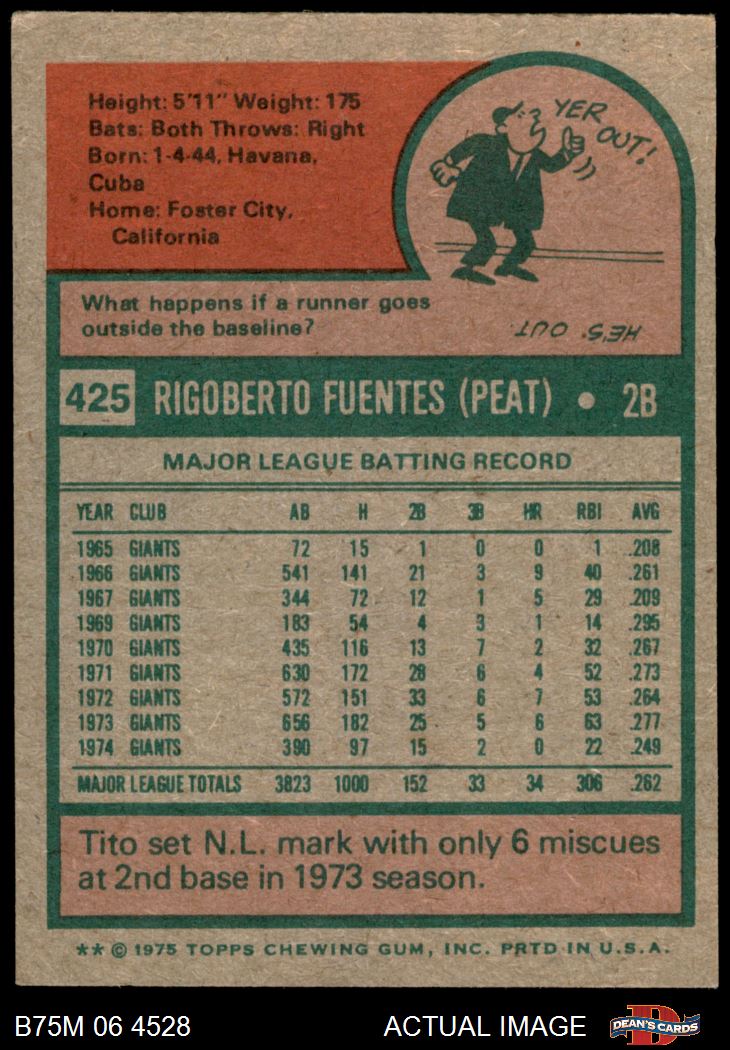 Height: 5'11" Weight: 175
Bats: Both Throws: Right
Born: 1-4-44, Havana,
Cuba
Home: Foster City,
California
YER
OUT!
What happens if a runner goes
outside the baseline?
HE'S OUT.
425 RIGOBERTO FUENTES (PEAT) • 2B
MAJOR LEAGUE BATTING RECORD
YEAR CLUB AB H 2B 3B HR RBI AVG
1965 GIANTS 72 15 1 0 0 1 .208
1966 GIANTS 541 141 21 3 9 40 .261
1967 GIANTS 344 72 12 1 5 29 .209
1969 GIANTS 183 54 4 3 1 14 .295
1970 GIANTS 435 116 13 7 2 32 .267
1971 GIANTS 630 172 28 6 4 52 .273
1972 GIANTS 572 151 33 6 7 53 .264
1973 GIANTS 656 182 25 5 6 63 .277
1974 GIANTS 390 97 15 2 0 22 .249
MAJOR LEAGUE TOTALS 3823 1000 152 33 34 306 .262
Tito set N.L. mark with only 6 miscues
at 2nd base in 1973 season.
** © 1975 TOPPS CHEWING GUM, INC. PRTD IN U.S.A.
B75M 06 4528 ACTUAL IMAGE DEAN'S CARDS